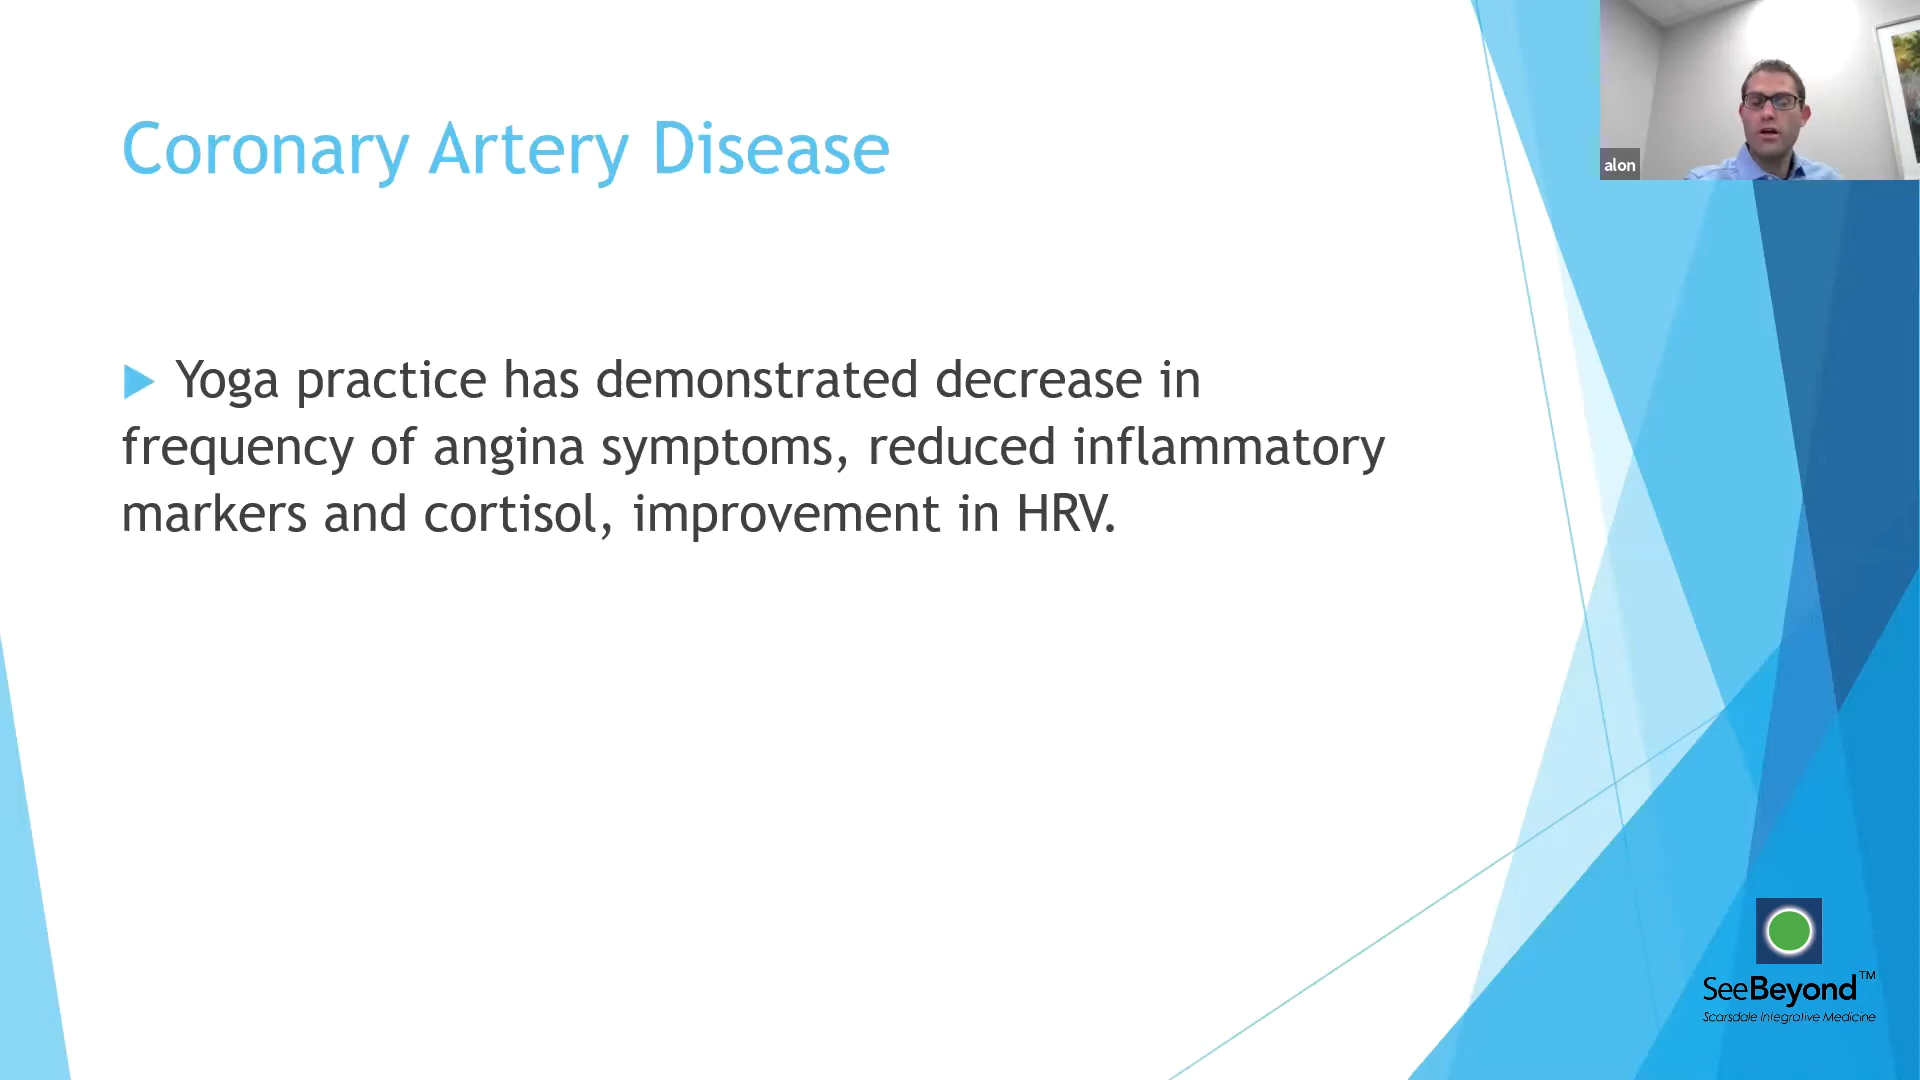 Coronary Artery Disease
Yoga practice has demonstrated decrease in
frequency of angina symptoms, reduced inflammatory
markers and cortisol, improvement in HRV.
alon
SeeBeyond™
Scarsdale Integrative Medicine